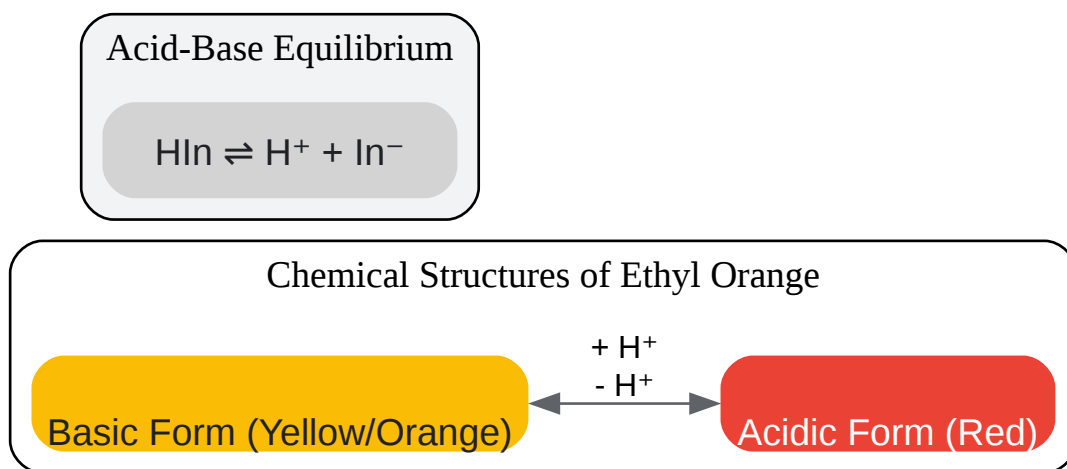 Acid-Base Equilibrium
HIn ⇌ H⁺ + In⁻
Chemical Structures of Ethyl Orange
+ H⁺
- H⁺
Basic Form (Yellow/Orange)
Acidic Form (Red)